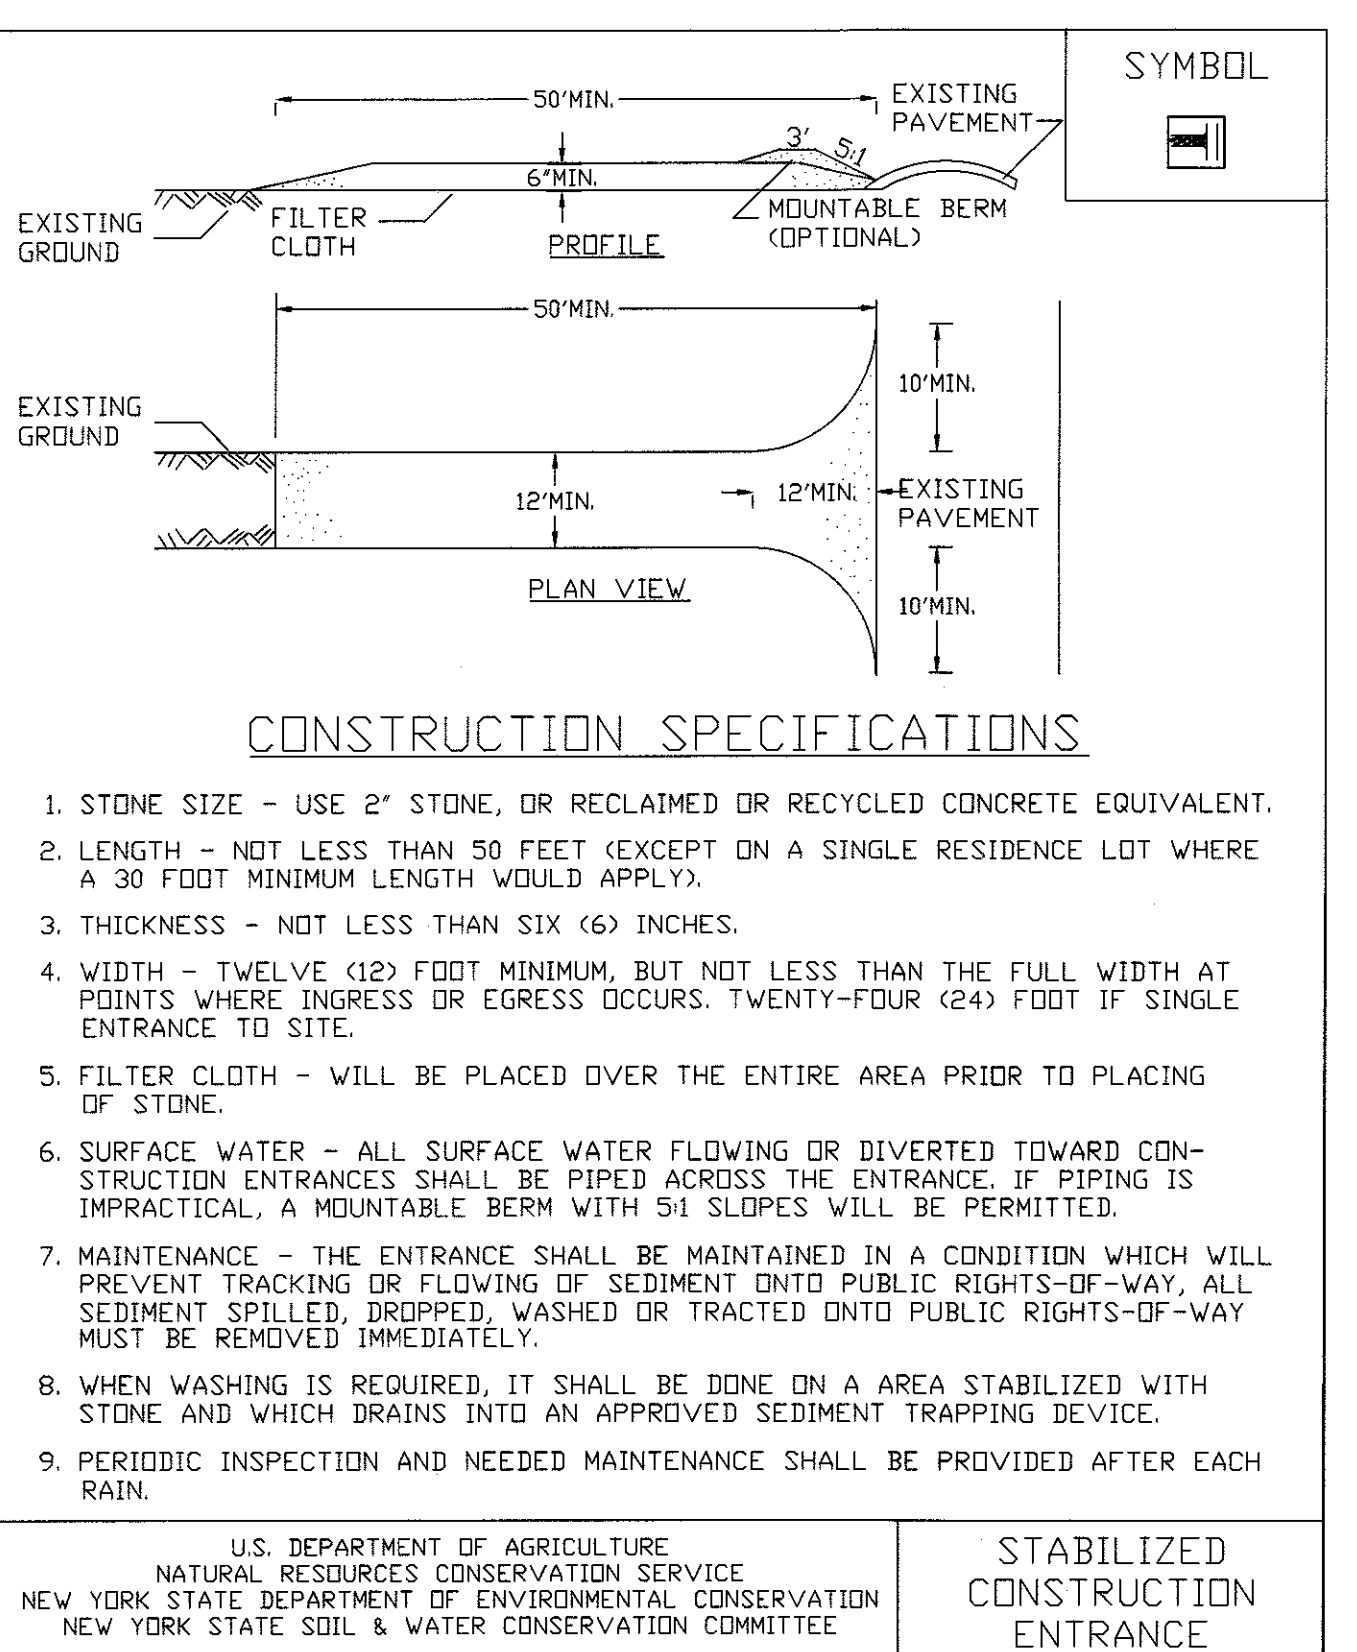 SYMBOL
50'MIN.
EXISTING
PAVEMENT
3'
5:1
6"MIN.
EXISTING
GROUND
FILTER
CLOTH
PROFILE
MOUNTABLE BERM
(OPTIONAL)
50'MIN.
10'MIN.
EXISTING
GROUND
12'MIN.
12'MIN.
EXISTING
PAVEMENT
PLAN VIEW
10'MIN.
CONSTRUCTION SPECIFICATIONS
1. STONE SIZE - USE 2" STONE, OR RECLAIMED OR RECYCLED CONCRETE EQUIVALENT.
2. LENGTH - NOT LESS THAN 50 FEET (EXCEPT ON A SINGLE RESIDENCE LOT WHERE
A 30 FOOT MINIMUM LENGTH WOULD APPLY).
3. THICKNESS - NOT LESS THAN SIX (6) INCHES.
4. WIDTH - TWELVE (12) FOOT MINIMUM, BUT NOT LESS THAN THE FULL WIDTH AT
POINTS WHERE INGRESS OR EGRESS OCCURS. TWENTY-FOUR (24) FOOT IF SINGLE
ENTRANCE TO SITE.
5. FILTER CLOTH - WILL BE PLACED OVER THE ENTIRE AREA PRIOR TO PLACING
OF STONE.
6. SURFACE WATER - ALL SURFACE WATER FLOWING OR DIVERTED TOWARD CON-
STRUCTION ENTRANCES SHALL BE PIPED ACROSS THE ENTRANCE. IF PIPING IS
IMPRACTICAL, A MOUNTABLE BERM WITH 5:1 SLOPES WILL BE PERMITTED.
7. MAINTENANCE - THE ENTRANCE SHALL BE MAINTAINED IN A CONDITION WHICH WILL
PREVENT TRACKING OR FLOWING OF SEDIMENT ONTO PUBLIC RIGHTS-OF-WAY, ALL
SEDIMENT SPILLED, DROPPED, WASHED OR TRACTED ONTO PUBLIC RIGHTS-OF-WAY
MUST BE REMOVED IMMEDIATELY.
8. WHEN WASHING IS REQUIRED, IT SHALL BE DONE ON A AREA STABILIZED WITH
STONE AND WHICH DRAINS INTO AN APPROVED SEDIMENT TRAPPING DEVICE.
9. PERIODIC INSPECTION AND NEEDED MAINTENANCE SHALL BE PROVIDED AFTER EACH
RAIN.
U.S. DEPARTMENT OF AGRICULTURE
NATURAL RESOURCES CONSERVATION SERVICE
NEW YORK STATE DEPARTMENT OF ENVIRONMENTAL CONSERVATION
NEW YORK STATE SOIL & WATER CONSERVATION COMMITTEE
STABILIZED
CONSTRUCTION
ENTRANCE